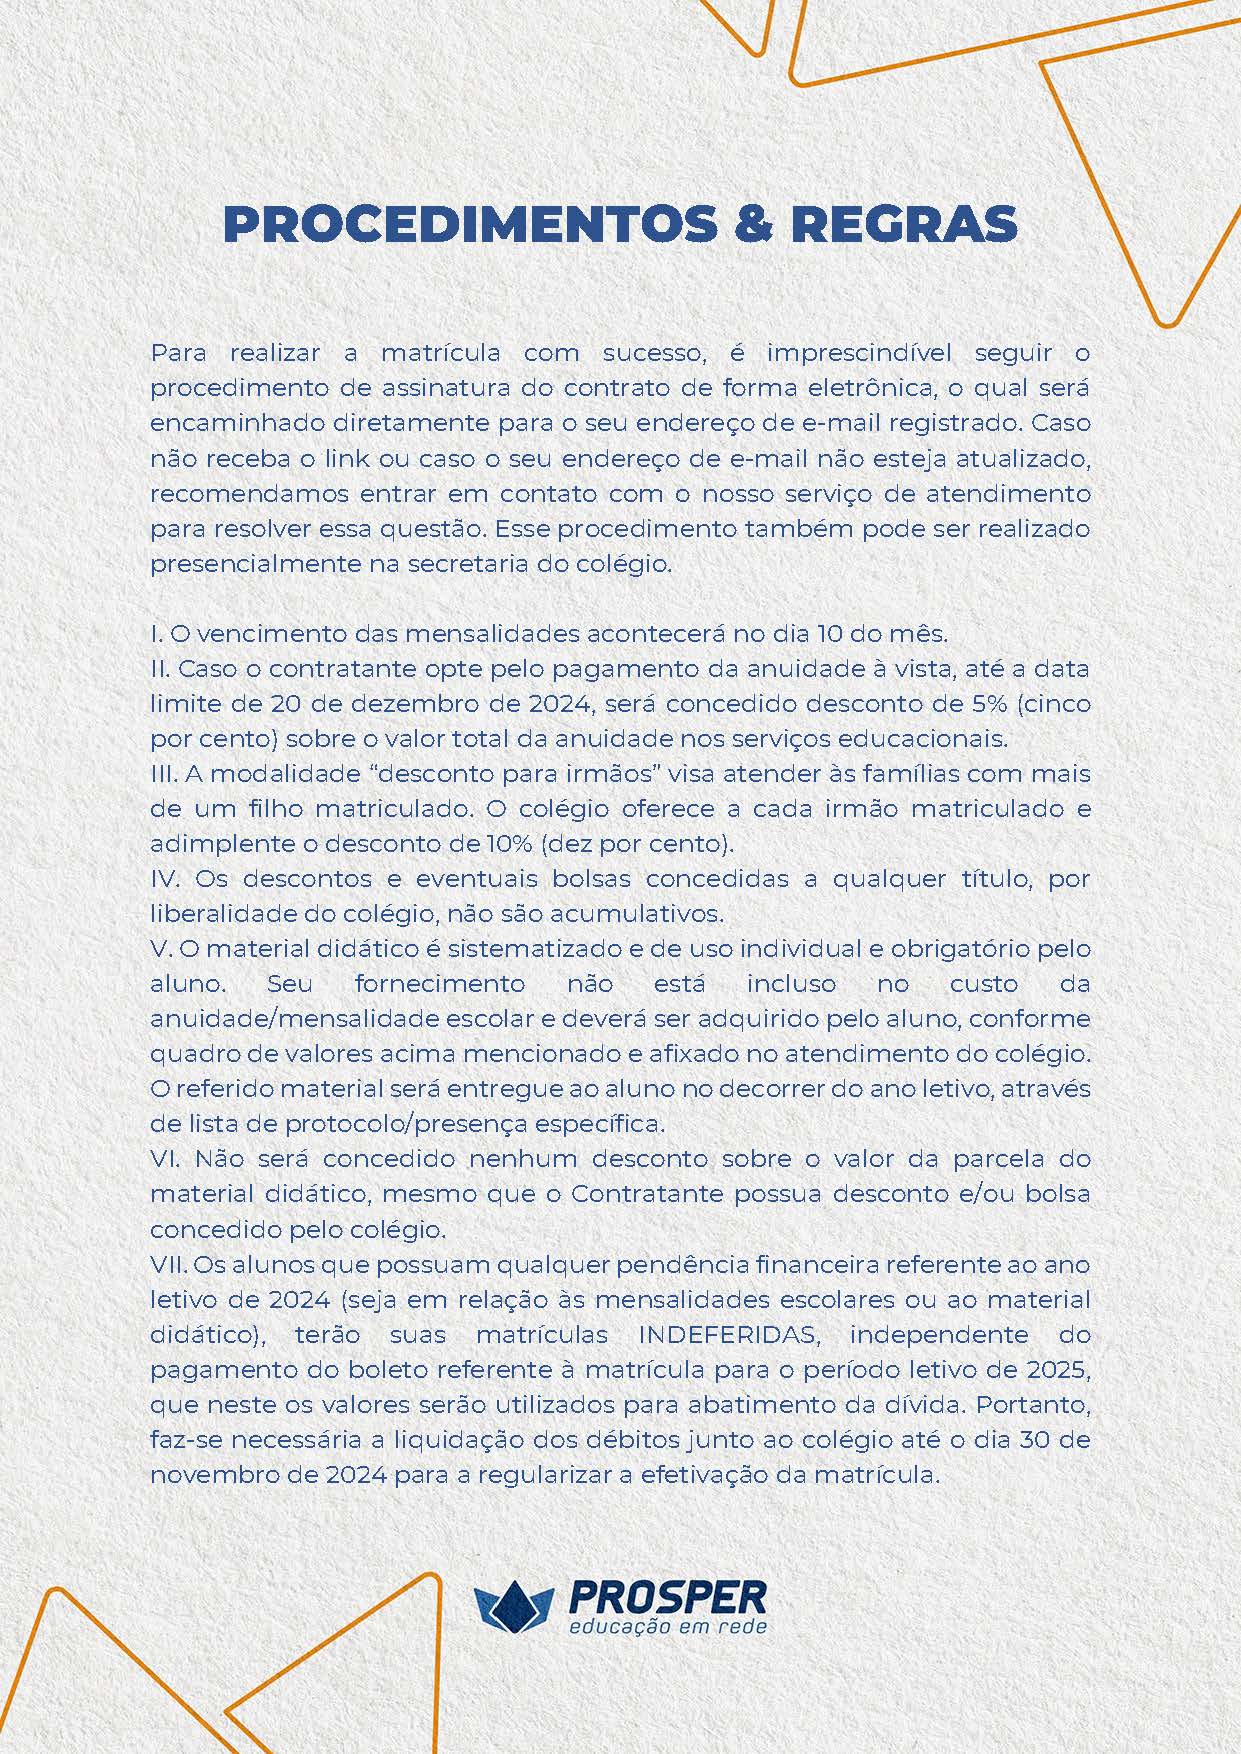 PROCEDIMENTOS & REGRAS
Para realizar a matrícula com sucesso, é imprescindível seguir o
procedimento de assinatura do contrato de forma eletrônica, o qual será
encaminhado diretamente para o seu endereço de e-mail registrado. Caso
não receba o link ou caso o seu endereço de e-mail não esteja atualizado,
recomendamos entrar em contato com o nosso serviço de atendimento
para resolver essa questão. Esse procedimento também pode ser realizado
presencialmente na secretaria do colégio.
I. O vencimento das mensalidades acontecerá no dia 10 do mês.
II. Caso o contratante opte pelo pagamento da anuidade à vista, até a data
limite de 20 de dezembro de 2024, será concedido desconto de 5% (cinco
por cento) sobre o valor total da anuidade nos serviços educacionais.
III. A modalidade “desconto para irmãos” visa atender às famílias com mais
de um filho matriculado. O colégio oferece a cada irmão matriculado e
adimplente o desconto de 10% (dez por cento).
IV. Os descontos e eventuais bolsas concedidas a qualquer título, por
liberalidade do colégio, não são acumulativos.
V. O material didático é sistematizado e de uso individual e obrigatório pelo
aluno. Seu fornecimento não está incluso no custo da
anuidade/mensalidade escolar e deverá ser adquirido pelo aluno, conforme
quadro de valores acima mencionado e afixado no atendimento do colégio.
O referido material será entregue ao aluno no decorrer do ano letivo, através
de lista de protocolo/presença específica.
VI. Não será concedido nenhum desconto sobre o valor da parcela do
material didático, mesmo que o Contratante possua desconto e/ou bolsa
concedido pelo colégio.
VII. Os alunos que possuam qualquer pendência financeira referente ao ano
letivo de 2024 (seja em relação às mensalidades escolares ou ao material
didático), terão suas matrículas INDEFERIDAS, independente do
pagamento do boleto referente à matrícula para o período letivo de 2025,
que neste os valores serão utilizados para abatimento da dívida. Portanto,
faz-se necessária a liquidação dos débitos junto ao colégio até o dia 30 de
novembro de 2024 para a regularizar a efetivação da matrícula.
PROSPER
educação em rede